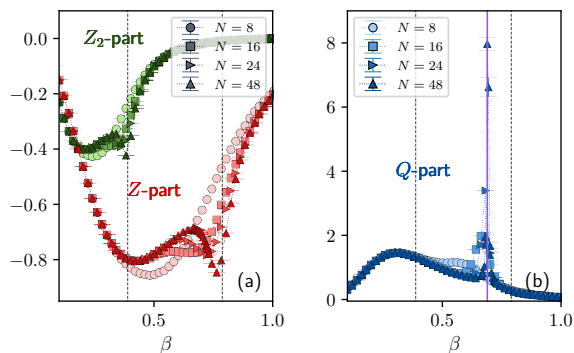 0.0
−0.2
−0.4
−0.6
−0.8
0.5
1.0
β
Z₂-part
Z-part
N = 8
N = 16
N = 24
N = 48
(a)
8
6
4
2
0
0.5
1.0
β
Q-part
N = 8
N = 16
N = 24
N = 48
(b)